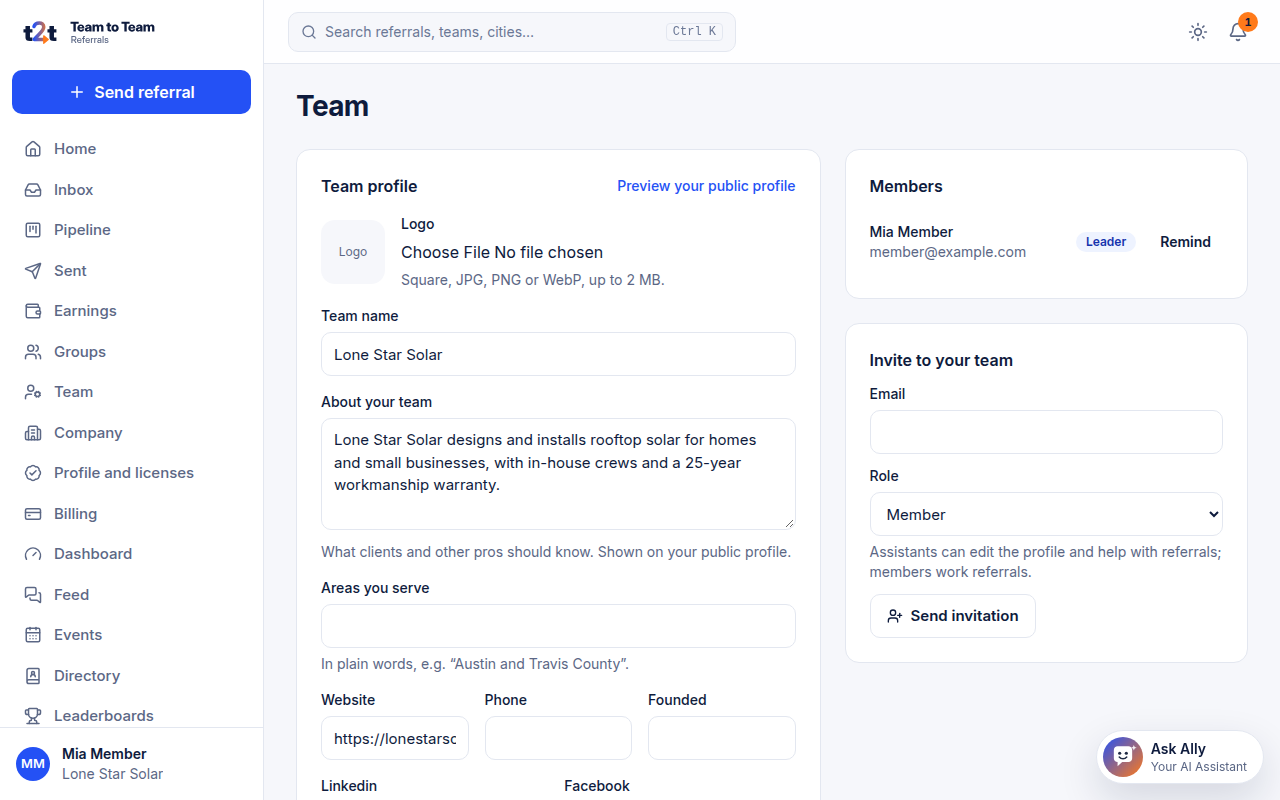 t2t Team to Team
Referrals
Send referral
Home
Inbox
Pipeline
Sent
Earnings
Groups
Team
Company
Profile and licenses
Billing
Dashboard
Feed
Events
Directory
Leaderboards
MM
Mia Member
Lone Star Solar
Search referrals, teams, cities...
Ctrl K
1
Team
Team profile
Preview your public profile
Logo
Logo
Choose File No file chosen
Square, JPG, PNG or WebP, up to 2 MB.
Team name
Lone Star Solar
About your team
Lone Star Solar designs and installs rooftop solar for homes
and small businesses, with in-house crews and a 25-year
workmanship warranty.
What clients and other pros should know. Shown on your public profile.
Areas you serve
In plain words, e.g. “Austin and Travis County”.
Website
Phone
Founded
https://lonestarsc
Linkedin
Facebook
Members
Mia Member
member@example.com
Leader
Remind
Invite to your team
Email
Role
Member
Assistants can edit the profile and help with referrals;
members work referrals.
Send invitation
Ask Ally
Your AI Assistant